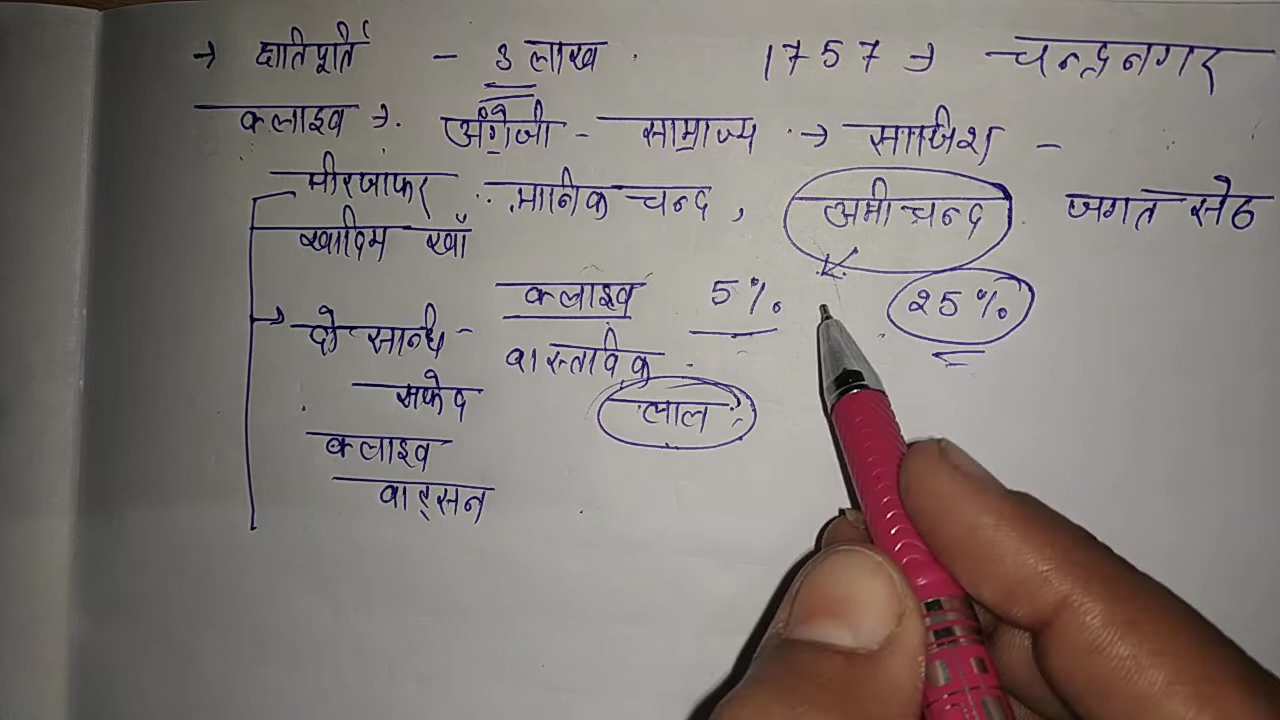 → क्षतिपूर्ति - 3 लाख . 1757 → चन्द्रनगर
क्लाइव → . अंग्रेजी - साम्राज्य . → साजिश -
मीरजाफर .. मानिक चन्द , अमीचन्द . जगत सेठ
खादिम खाँ
क्लाइव 5% . 25% .
→ दो सन्धि - वास्तविक -
सफेद लाल
क्लाइव
वाट्सन